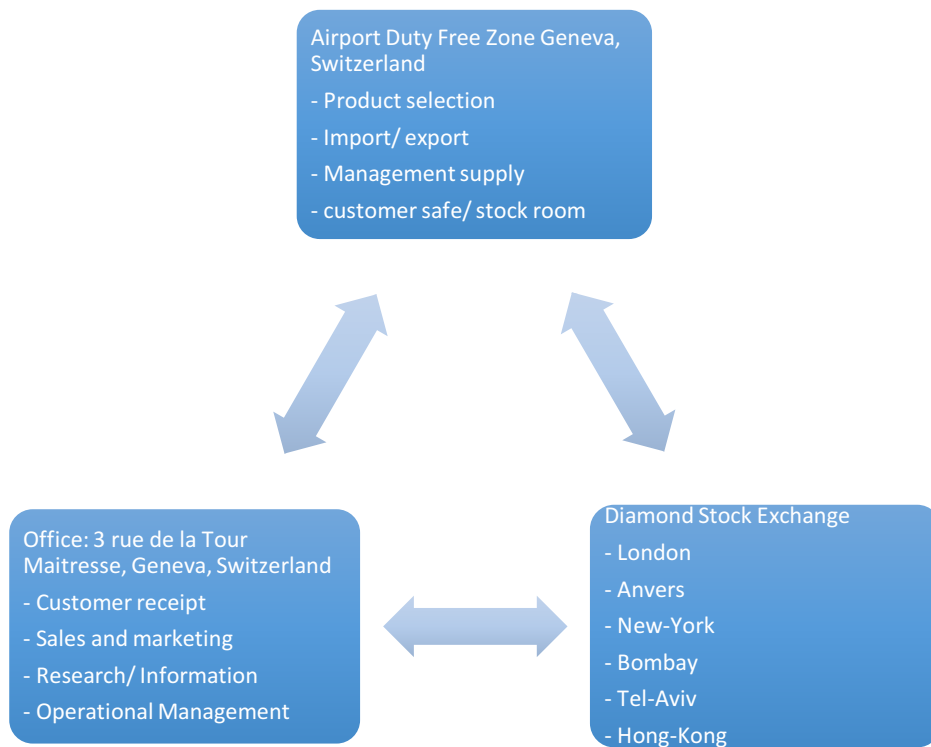 Airport Duty Free Zone Geneva,
Switzerland
- Product selection
- Import/ export
- Management supply
- customer safe/ stock room
Office: 3 rue de la Tour
Maitresse, Geneva, Switzerland
- Customer receipt
- Sales and marketing
- Research/ Information
- Operational Management
Diamond Stock Exchange
- London
- Anvers
- New-York
- Bombay
- Tel-Aviv
- Hong-Kong